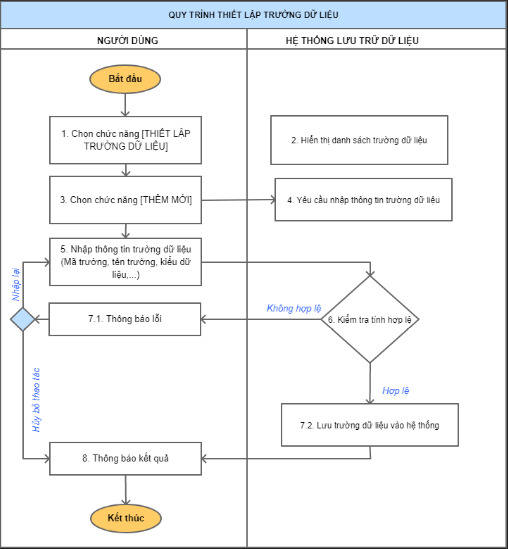 QUY TRÌNH THIẾT LẬP TRƯỜNG DỮ LIỆU
NGƯỜI DÙNG
HỆ THỐNG LƯU TRỮ DỮ LIỆU
Bắt đầu
1. Chọn chức năng [THIẾT LẬP
TRƯỜNG DỮ LIỆU]
2. Hiển thị danh sách trường dữ liệu
3. Chọn chức năng [THÊM MỚI]
4. Yêu cầu nhập thông tin trường dữ liệu
5. Nhập thông tin trường dữ liệu
(Mã trường, tên trường, kiểu dữ
liệu,...)
Nhập lại
Không hợp lệ
6. Kiểm tra tính hợp lệ
7.1. Thông báo lỗi
Hủy bỏ thao tác
Hợp lệ
7.2. Lưu trường dữ liệu vào hệ thống
8. Thông báo kết quả
Kết thúc